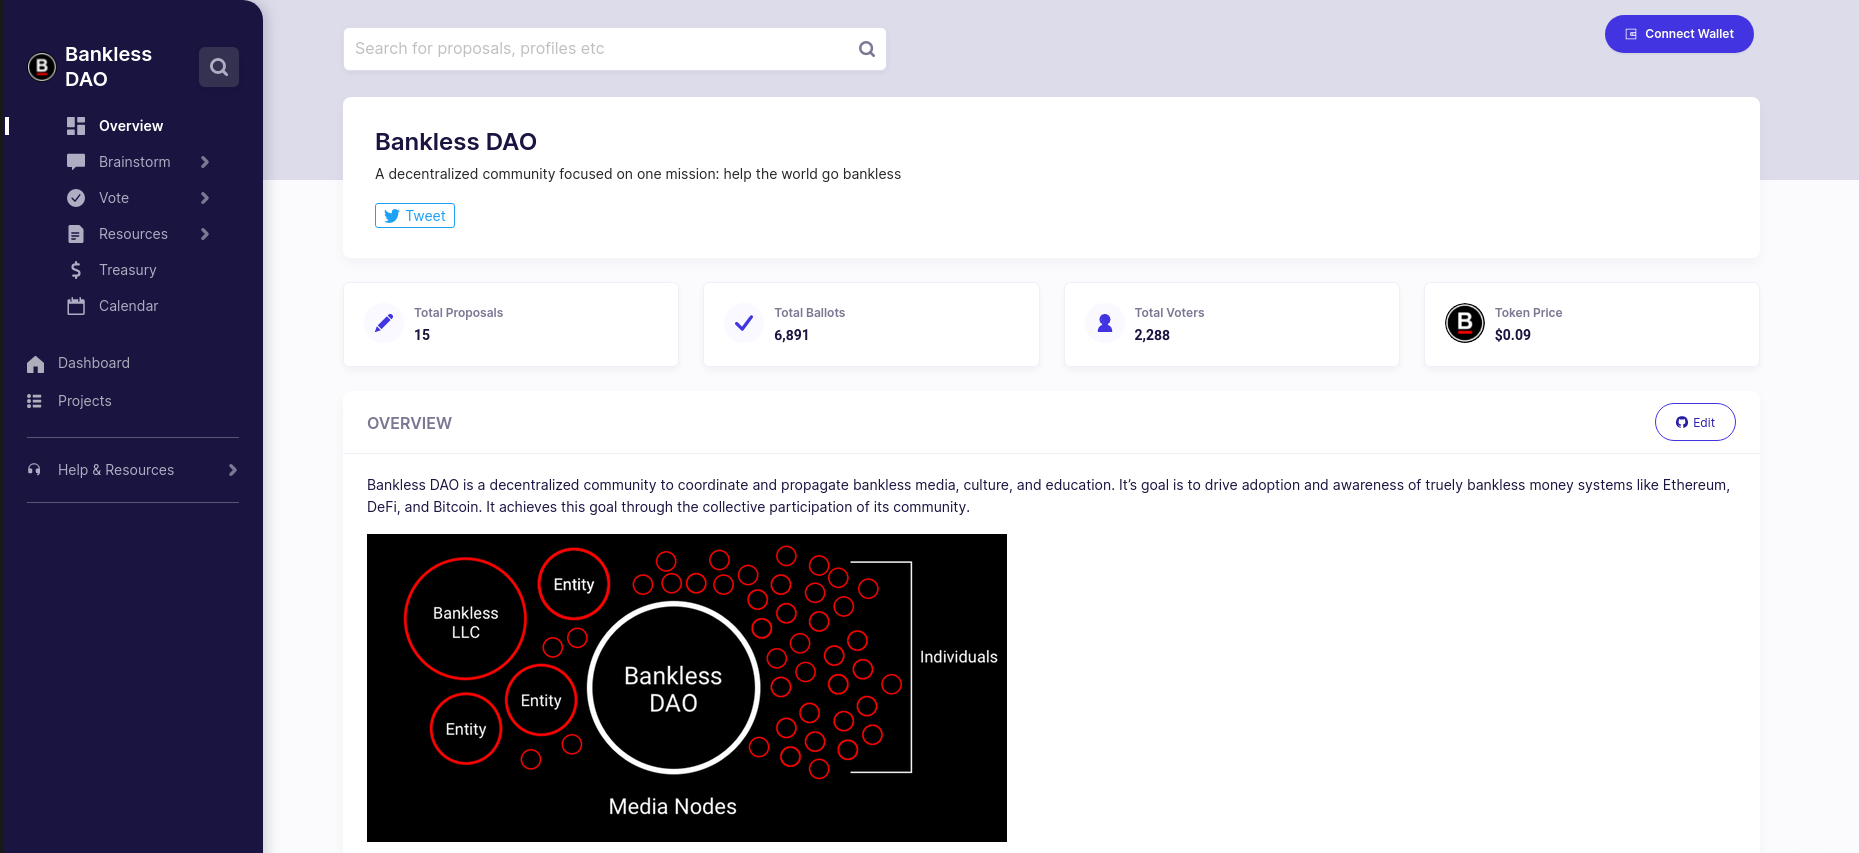 Bankless
DAO
Overview
Brainstorm
Vote
Resources
Treasury
Calendar
Dashboard
Projects
Help & Resources
Search for proposals, profiles etc
Connect Wallet
Bankless DAO
A decentralized community focused on one mission: help the world go bankless
Tweet
Total Proposals
15
Total Ballots
6,891
Total Voters
2,288
B
Token Price
$0.09
OVERVIEW
Edit
Bankless DAO is a decentralized community to coordinate and propagate bankless media, culture, and education. It’s goal is to drive adoption and awareness of truely bankless money systems like Ethereum,
DeFi, and Bitcoin. It achieves this goal through the collective participation of its community.
Bankless
LLC
Entity
Entity
Entity
Bankless
DAO
Individuals
Media Nodes